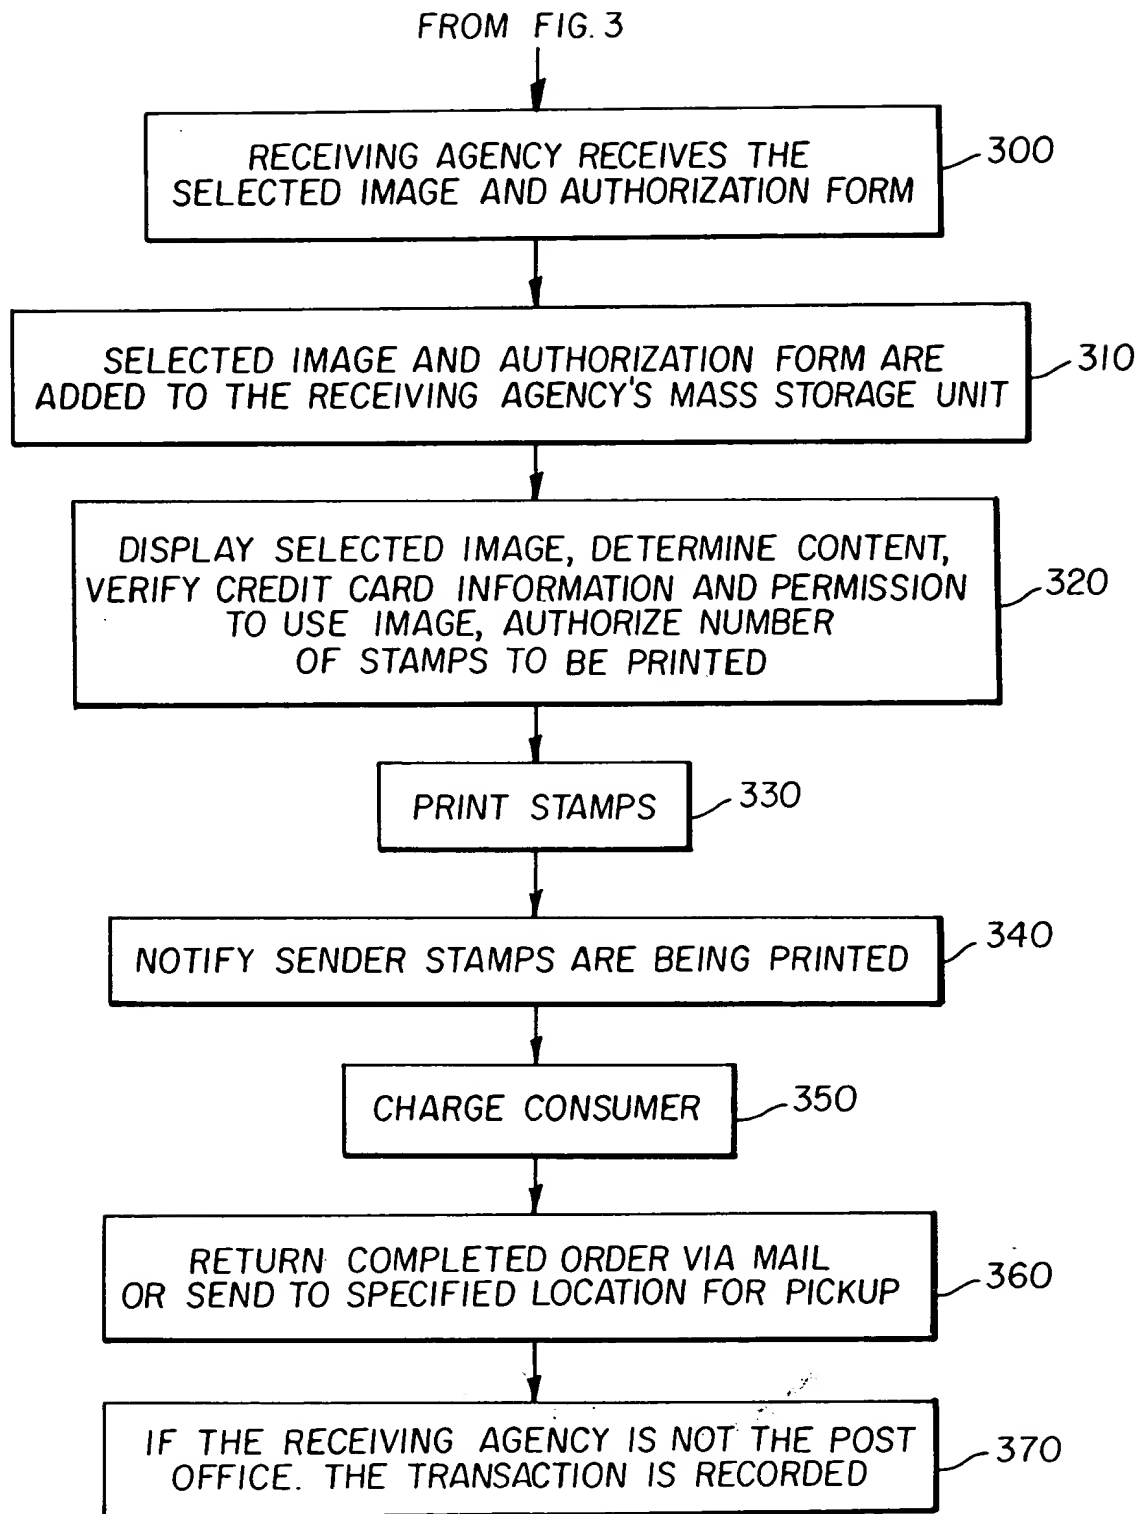 FROM FIG. 3
RECEIVING AGENCY RECEIVES THE
SELECTED IMAGE AND AUTHORIZATION FORM
300
SELECTED IMAGE AND AUTHORIZATION FORM ARE
ADDED TO THE RECEIVING AGENCY'S MASS STORAGE UNIT
310
DISPLAY SELECTED IMAGE, DETERMINE CONTENT,
VERIFY CREDIT CARD INFORMATION AND PERMISSION
TO USE IMAGE, AUTHORIZE NUMBER
OF STAMPS TO BE PRINTED
320
PRINT STAMPS
330
NOTIFY SENDER STAMPS ARE BEING PRINTED
340
CHARGE CONSUMER
350
RETURN COMPLETED ORDER VIA MAIL
OR SEND TO SPECIFIED LOCATION FOR PICKUP
360
IF THE RECEIVING AGENCY IS NOT THE POST
OFFICE. THE TRANSACTION IS RECORDED
370